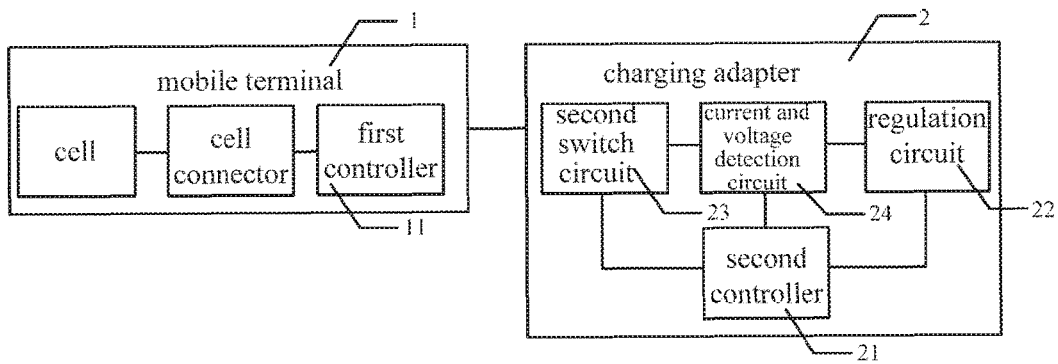 1
mobile terminal
cell
cell
connector
first
controller
11
2
charging adapter
second
switch
circuit
23
current and
voltage
detection
circuit
24
regulation
circuit
22
second
controller
21